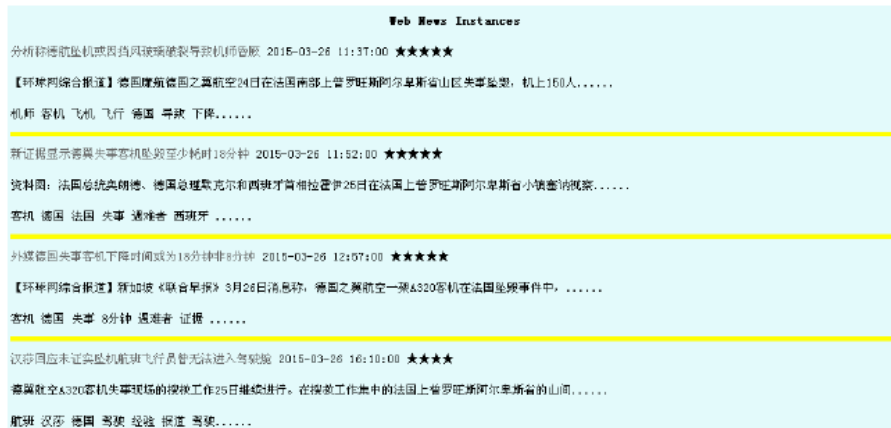 Web News Instances
分析称德航坠机或因挡风玻璃破裂导致机师昏厥 2015-03-26 11:37:00 ★★★★★
【环球网综合报道】德国廉航德国之翼航空24日在法国南部上普罗旺斯阿尔卑斯省山区失事坠毁，机上150人......
机师 客机 飞机 飞行 德国 导致 下降......
新证据显示德翼失事客机坠毁至少耗时18分钟 2015-03-26 11:52:00 ★★★★★
资料图：法国总统奥朗德、德国总理默克尔和西班牙首相拉霍伊25日在法国上普罗旺斯阿尔卑斯省小镇塞讷视察......
客机 德国 法国 失事 遇难者 西班牙 ......
外媒德国失事客机下降时间或为18分钟非8分钟 2015-03-26 12:57:00 ★★★★★
【环球网综合报道】新加坡《联合早报》3月26日消息称，德国之翼航空一架A320客机在法国坠毁事件中，......
客机 德国 失事 8分钟 遇难者 证据 ......
汉莎回应未证实坠机航班飞行员曾无法进入驾驶舱 2015-03-26 16:10:00 ★★★★
德翼航空A320客机失事现场的搜救工作25日继续进行。在搜救工作集中的法国上普罗旺斯阿尔卑斯省的山间......
航班 汉莎 德国 驾驶 经验 报道 驾驶......